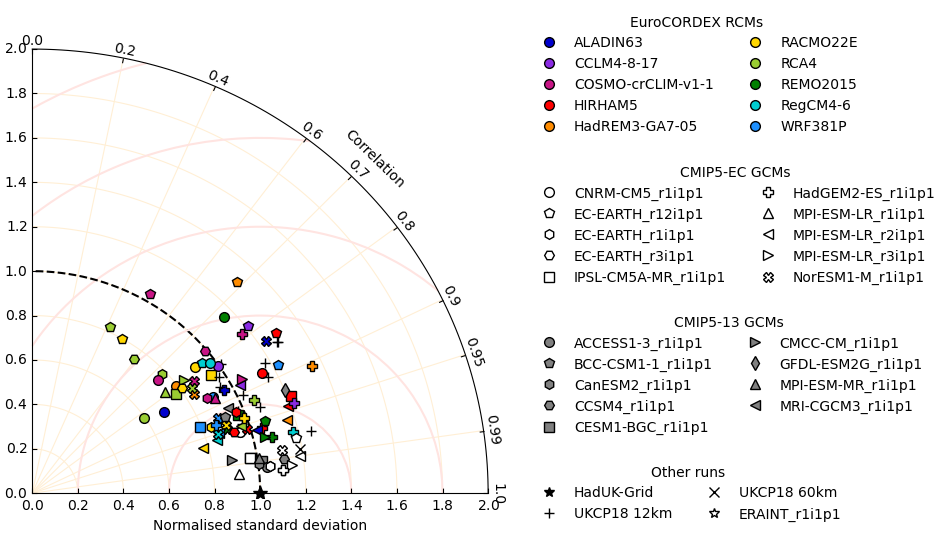 0.0
0.2
0.4
0.6
0.7
0.8
0.9
0.95
0.99
1.0
Correlation
2.0
1.8
1.6
1.4
1.2
1.0
0.8
0.6
0.4
0.2
0.0
0.0 0.2 0.4 0.6 0.8 1.0 1.2 1.4 1.6 1.8 2.0
Normalised standard deviation
EuroCORDEX RCMs
ALADIN63 RACMO22E
CCLM4-8-17 RCA4
COSMO-crCLIM-v1-1 REMO2015
HIRHAM5 RegCM4-6
HadREM3-GA7-05 WRF381P
CMIP5-EC GCMs
CNRM-CM5_r1i1p1 HadGEM2-ES_r1i1p1
EC-EARTH_r12i1p1 MPI-ESM-LR_r1i1p1
EC-EARTH_r1i1p1 MPI-ESM-LR_r2i1p1
EC-EARTH_r3i1p1 MPI-ESM-LR_r3i1p1
IPSL-CM5A-MR_r1i1p1 NorESM1-M_r1i1p1
CMIP5-13 GCMs
ACCESS1-3_r1i1p1 CMCC-CM_r1i1p1
BCC-CSM1-1_r1i1p1 GFDL-ESM2G_r1i1p1
CanESM2_r1i1p1 MPI-ESM-MR_r1i1p1
CCSM4_r1i1p1 MRI-CGCM3_r1i1p1
CESM1-BGC_r1i1p1
Other runs
HadUK-Grid UKCP18 60km
UKCP18 12km ERAINT_r1i1p1